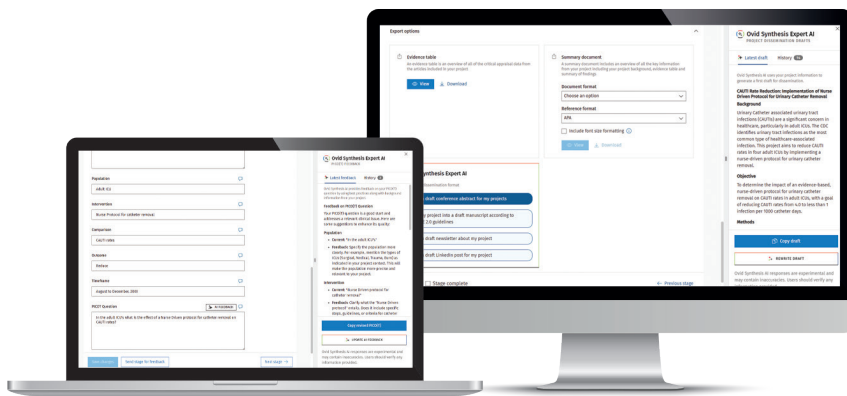 Export options
Evidence table
An evidence table is an overview of all of the critical appraisal data from
the articles included in your project
View
Download
Summary document
A summary document includes an overview of all the key information
from your project including your project background, evidence table and
summary of findings
Document format
Choose an option
Reference format
APA
Include font size formatting
View
Download
ynthesis Expert AI
dissemination format
draft conference abstract for my projects
y project into a draft manuscript according to
2.0 guidelines
draft newsletter about my project
draft LinkedIn post for my project
Stage complete
← Previous stage
Ovid Synthesis Expert AI
PROJECT DISSEMINATION DRAFTS
Latest draft
History
Ovid Synthesis AI uses your project information to
generate a first draft for dissemination.
CAUTI Rate Reduction: Implementation of Nurse
Driven Protocol for Urinary Catheter Removal
Background
Urinary Catheter associated urinary tract
infections (CAUTIs) are a significant concern in
healthcare, particularly in adult ICUs. The CDC
identifies urinary tract infections as the most
common type of healthcare-associated
infection. This project aims to reduce CAUTI
rates in four adult ICUs by implementing a
nurse-driven protocol for urinary catheter
removal.
Objective
To determine the impact of an evidence-based,
nurse-driven protocol for urinary catheter
removal on CAUTI rates in adult ICUs, with a goal
of reducing CAUTI rates from 4.0 to less than 1
infection per 1000 catheter days.
Methods
Copy draft
REWRITE DRAFT
Ovid Synthesis AI responses are experimental and
may contain inaccuracies. Users should verify any
Population
Adult ICUs
Intervention
Nurse Protocol for catheter removal
Comparison
CAUTI rates
Outcome
Reduce
Timeframe
August to December, 2030
PICOT Question
AI FEEDBACK
In the adult ICUs what is the effect of a Nurse-driven protocol for catheter removal on
CAUTI rates?
Send stage for feedback
Next stage →
Ovid Synthesis Expert AI
Latest feedback
History
Feedback on PICO(T) Question
Your PICO(T) question is a good start and
addresses a relevant clinical issue. Here are
some suggestions to enhance its quality:
Population
Current: "In the adult ICUs"
Feedback: Specify the population more
clearly. For example, mention the types of
ICUs (Surgical, Medical, Trauma, Burn) as
indicated in your project context. This will
make the population more precise and
relevant to your project.
Intervention
Current: "Nurse Driven protocol for
catheter removal"
Feedback: Clarify what the "Nurse Driven
protocol" entails. Does it include specific
steps, guidelines, or criteria for catheter
Copy revised PICO(T)
UPDATE AI FEEDBACK
Ovid Synthesis AI responses are experimental and
may contain inaccuracies. Users should verify any
information provided.